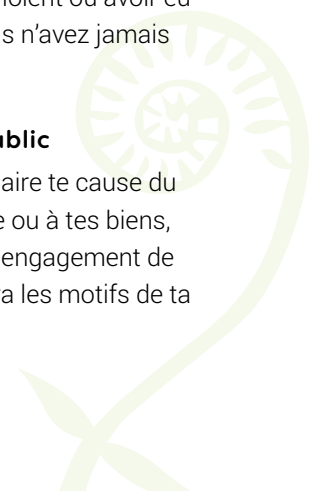 s n'avez jamais
ublic
aire te cause du
e ou à tes biens,
engagement de
a les motifs de ta